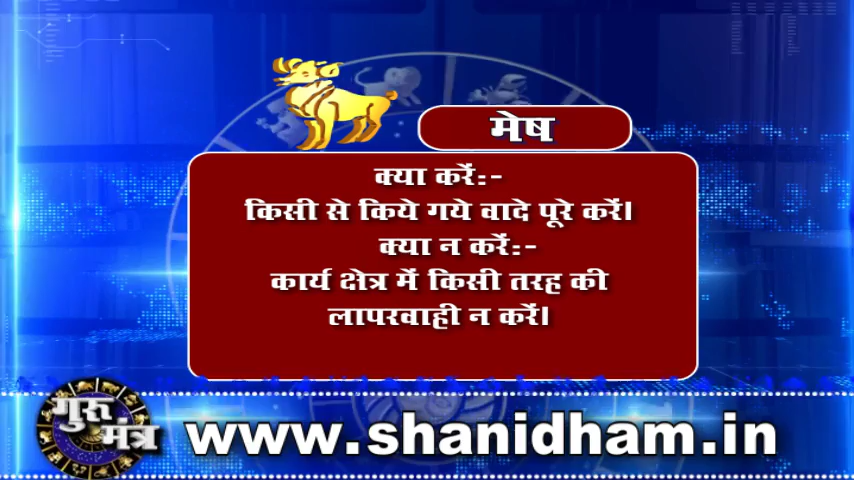 मेष
क्या करें:-
किसी से किये गये वादे पूरे करें।
क्या न करें:-
कार्य क्षेत्र में किसी तरह की
लापरवाही न करें।
गुरू
मंत्र
www.shanidham.in